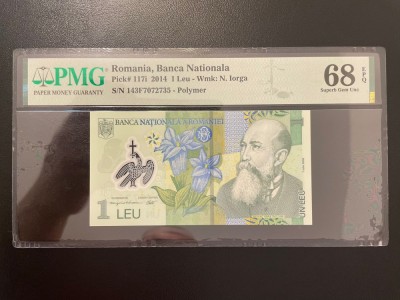 PMG
PAPER MONEY GUARANTY
Romania, Banca Nationala
Pick# 117i 2014 1 Leu - Wmk: N. Iorga
S/N 143F7072735 - Polymer
68 EPQ
Superb Gem Unc
BANCA NAȚIONALĂ A ROMÂNIEI
1 LEU
UN LEU